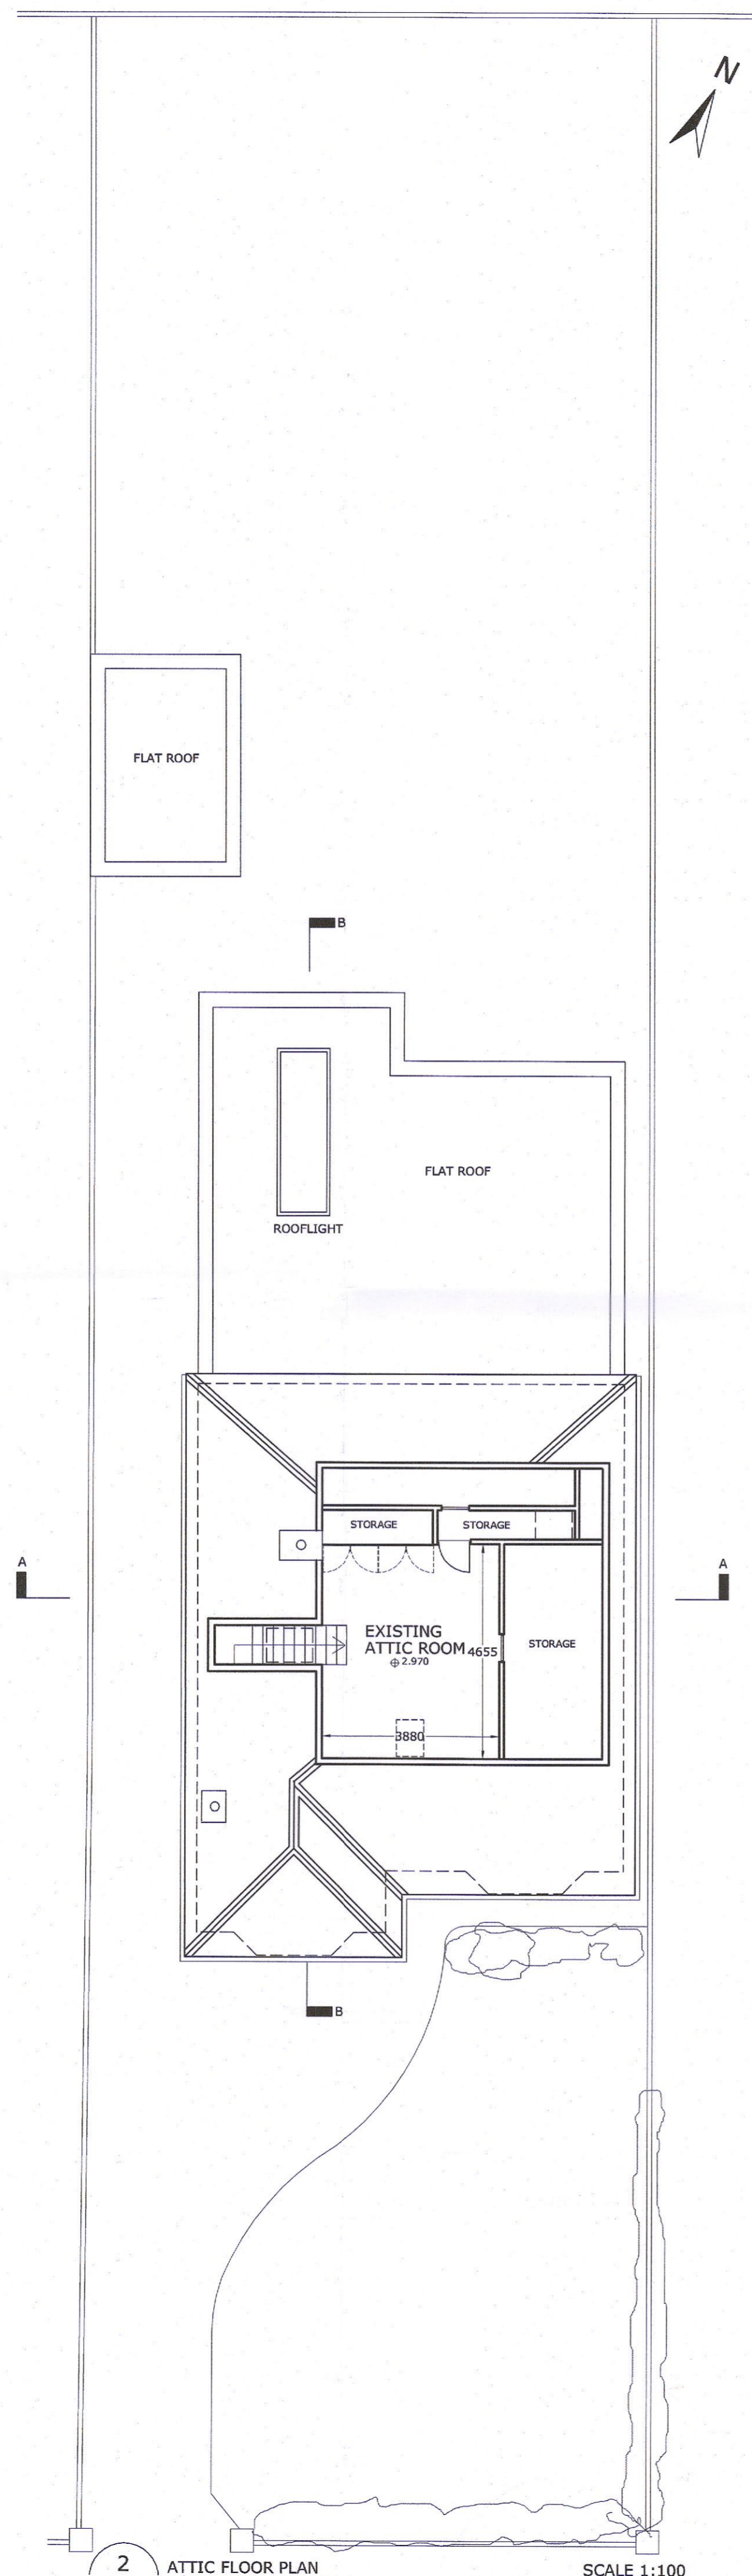 N
FLAT ROOF
B
FLAT ROOF
ROOFLIGHT
STORAGE
STORAGE
A
A
EXISTING
ATTIC ROOM
4655
STORAGE
2.970
3880
B
2
ATTIC FLOOR PLAN
SCALE 1:100